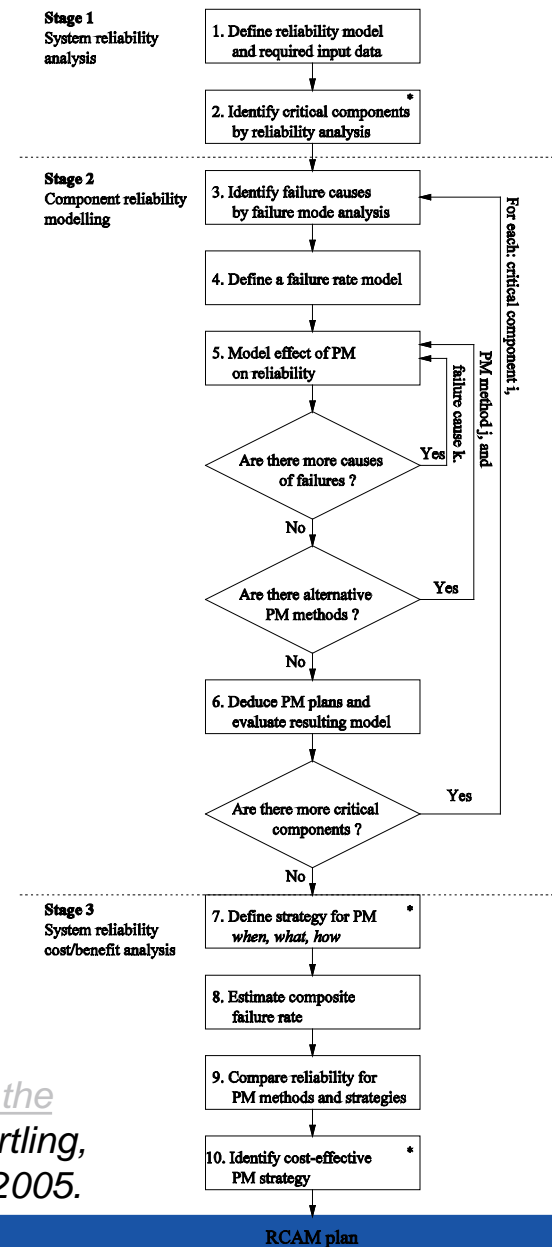 Stage 1
System reliability
analysis
1. Define reliability model
and required input data
*
2. Identify critical components
by reliability analysis
Stage 2
Component reliability
modelling
3. Identify failure causes
by failure mode analysis
4. Define a failure rate model
5. Model effect of PM
on reliability
For each: critical component i,
PM method j, and
failure cause k.
Are there more causes
of failures ?
Yes
No
Are there alternative
PM methods ?
Yes
No
6. Deduce PM plans and
evaluate resulting model
Are there more critical
components ?
Yes
No
Stage 3
System reliability
cost/benefit analysis
7. Define strategy for PM *
when, what, how
8. Estimate composite
failure rate
9. Compare reliability for
PM methods and strategies
10. Identify cost-effective *
PM strategy
the
rtling,
2005.
RCAM plan